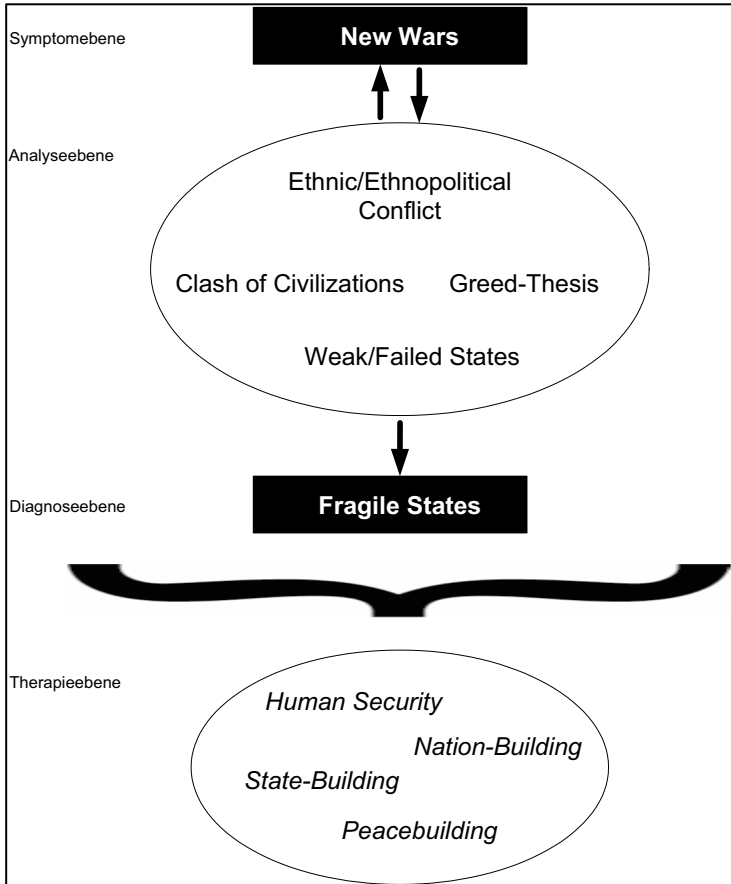 Symptomebene
New Wars
Analyseebene
Ethnic/Ethnopolitical
Conflict
Clash of Civilizations
Greed-Thesis
Weak/Failed States
Diagnoseebene
Fragile States
Therapieebene
Human Security
Nation-Building
State-Building
Peacebuilding